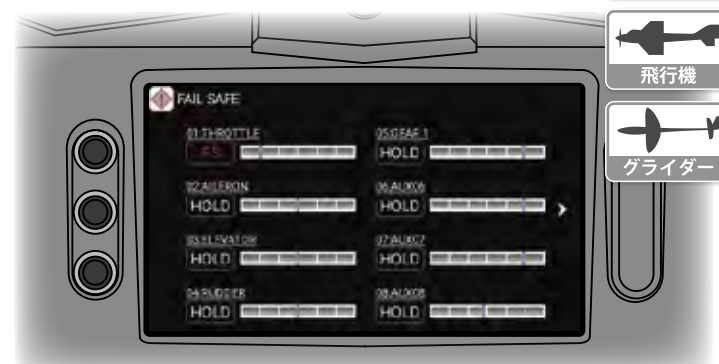 FAIL SAFE
01:THROTTLE
F.S
HOLD
02:AILERON
HOLD
03:ELEVATOR
HOLD
04:RUDDER
HOLD
05:GEAR 1
HOLD
06:AUX06
HOLD
07:AUX07
HOLD
08:AUX08
飛行機
グライダー